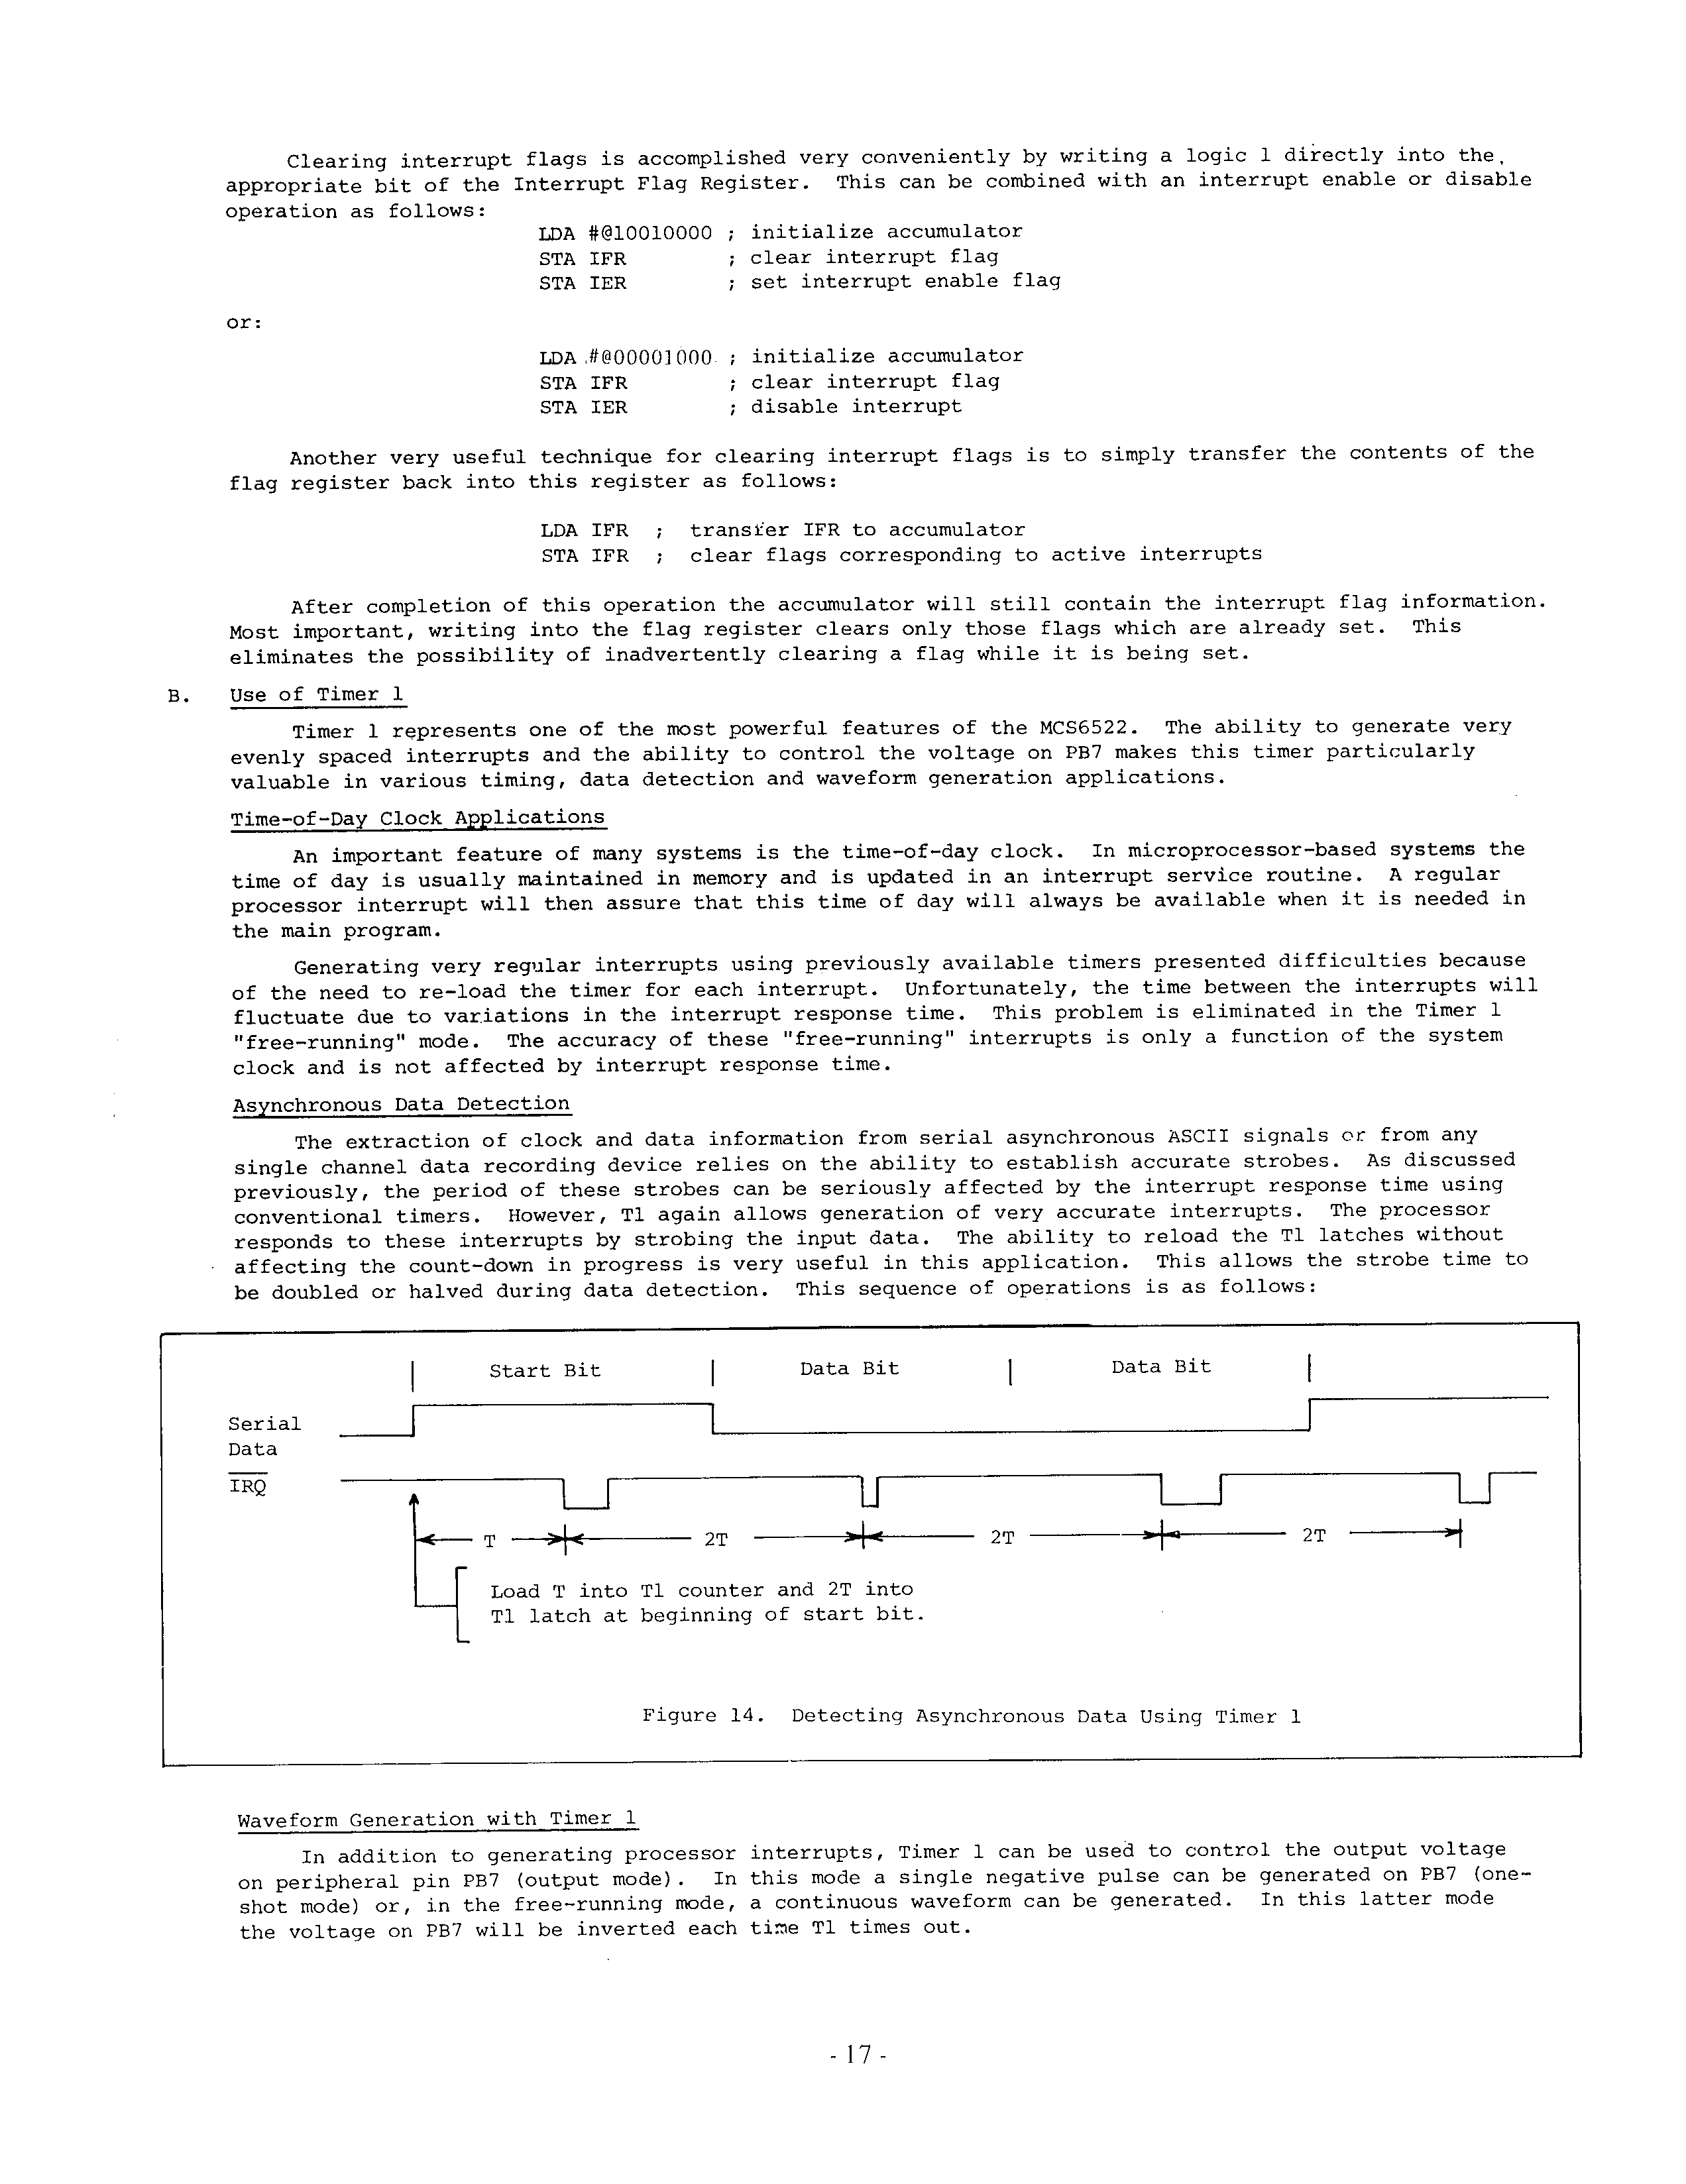 Clearing interrupt flags is accomplished very conveniently by writing a logic 1 directly into the,
appropriate bit of the Interrupt Flag Register. This can be combined with an interrupt enable or disable
operation as follows:
LDA #@10010000 ; initialize accumulator
STA IFR ; clear interrupt flag
STA IER ; set interrupt enable flag
or:
LDA #@00001000 ; initialize accumulator
STA IFR ; clear interrupt flag
STA IER ; disable interrupt
Another very useful technique for clearing interrupt flags is to simply transfer the contents of the
flag register back into this register as follows:
LDA IFR ; transfer IFR to accumulator
STA IFR ; clear flags corresponding to active interrupts
After completion of this operation the accumulator will still contain the interrupt flag information.
Most important, writing into the flag register clears only those flags which are already set. This
eliminates the possibility of inadvertently clearing a flag while it is being set.
B. Use of Timer 1
Timer 1 represents one of the most powerful features of the MCS6522. The ability to generate very
evenly spaced interrupts and the ability to control the voltage on PB7 makes this timer particularly
valuable in various timing, data detection and waveform generation applications.
Time-of-Day Clock Applications
An important feature of many systems is the time-of-day clock. In microprocessor-based systems the
time of day is usually maintained in memory and is updated in an interrupt service routine. A regular
processor interrupt will then assure that this time of day will always be available when it is needed in
the main program.
Generating very regular interrupts using previously available timers presented difficulties because
of the need to re-load the timer for each interrupt. Unfortunately, the time between the interrupts will
fluctuate due to variations in the interrupt response time. This problem is eliminated in the Timer 1
"free-running" mode. The accuracy of these "free-running" interrupts is only a function of the system
clock and is not affected by interrupt response time.
Asynchronous Data Detection
The extraction of clock and data information from serial asynchronous ASCII signals or from any
single channel data recording device relies on the ability to establish accurate strobes. As discussed
previously, the period of these strobes can be seriously affected by the interrupt response time using
conventional timers. However, T1 again allows generation of very accurate interrupts. The processor
responds to these interrupts by strobing the input data. The ability to reload the T1 latches without
affecting the count-down in progress is very useful in this application. This allows the strobe time to
be doubled or halved during data detection. This sequence of operations is as follows:
Start Bit Data Bit Data Bit
Serial
Data
IRQ
T 2T 2T 2T
Load T into T1 counter and 2T into
T1 latch at beginning of start bit.
Figure 14. Detecting Asynchronous Data Using Timer 1
Waveform Generation with Timer 1
In addition to generating processor interrupts, Timer 1 can be used to control the output voltage
on peripheral pin PB7 (output mode). In this mode a single negative pulse can be generated on PB7 (one-
shot mode) or, in the free-running mode, a continuous waveform can be generated. In this latter mode
the voltage on PB7 will be inverted each time T1 times out.
- 17 -